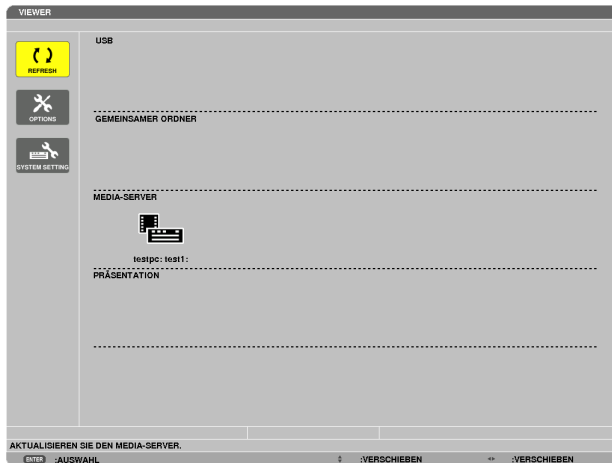 VIEWER
USB
REFRESH
OPTIONS
GEMEINSAMER ORDNER
SYSTEM SETTING
MEDIA-SERVER
testpc: test1:
PRÄSENTATION
AKTUALISIEREN SIE DEN MEDIA-SERVER.
ENTER :AUSWAHL :VERSCHIEBEN :VERSCHIEBEN